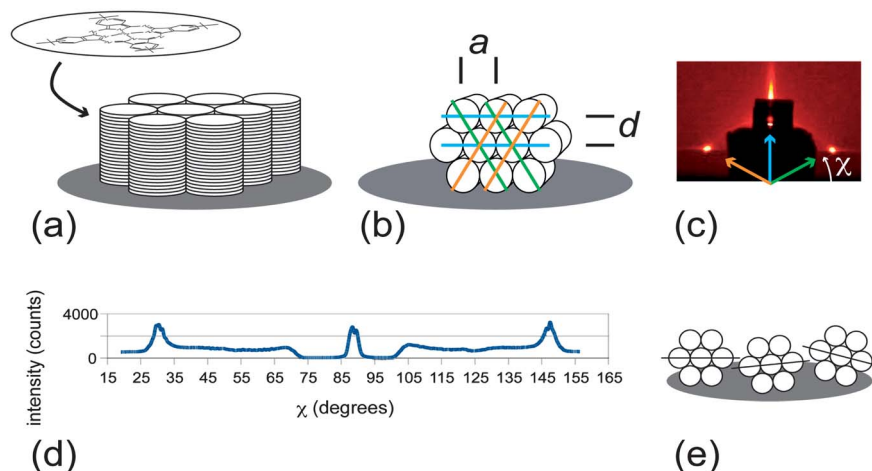 a
d
χ
(a)
(b)
(c)
4000
0
15 25 35 45 55 65 75 85 95 105 115 125 135 145 155 165
intensity (counts)
χ (degrees)
(d)
(e)